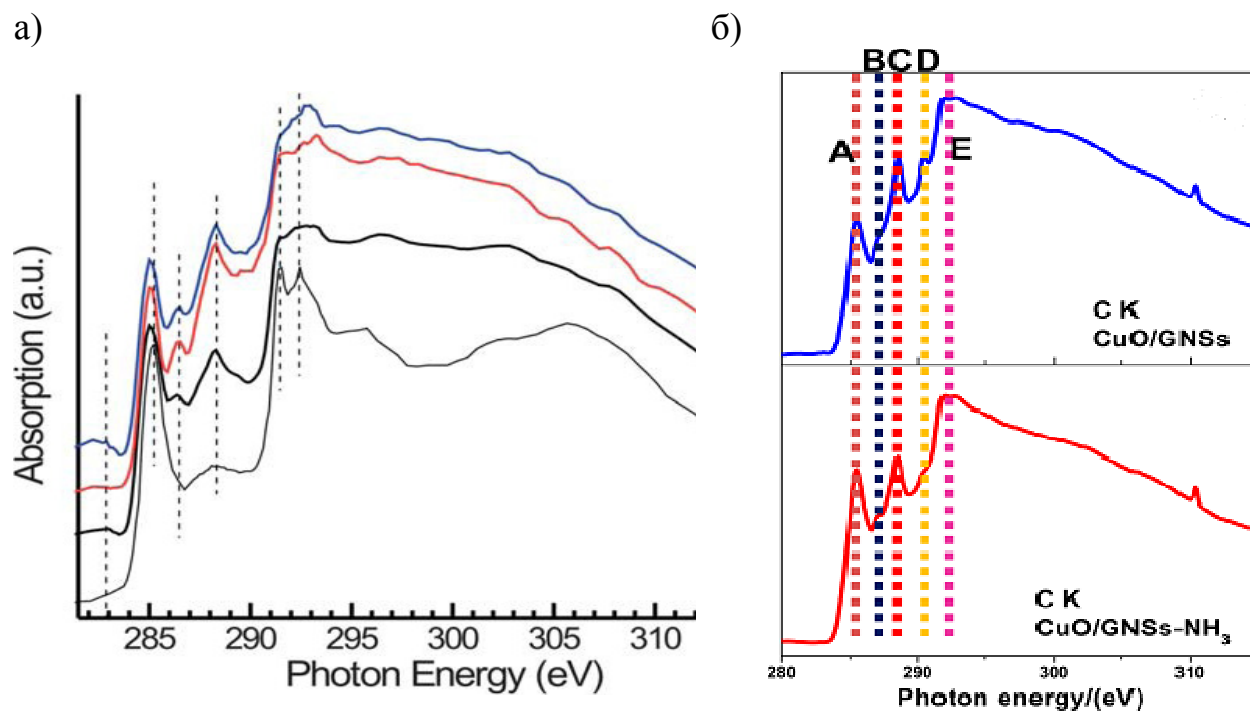 а)
Absorption (a.u.)
285 290 295 300 305 310
Photon Energy (eV)
б)
B C D
A
E
C K
CuO/GNSs
C K
CuO/GNSs-NH₃
280 290 300 310
Photon energy/(eV)